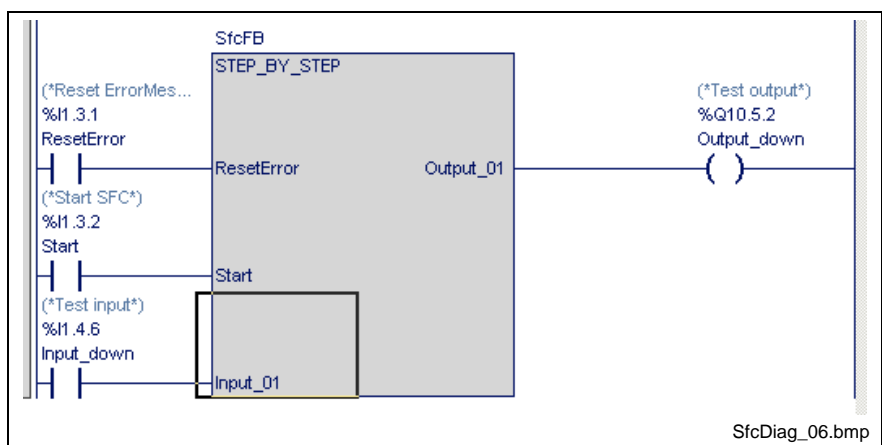 SfcFB
STEP_BY_STEP
(*Reset ErrorMes...
%I1.3.1
ResetError
ResetError
Output_01
(*Test output*)
%Q10.5.2
Output_down
(*Start SFC*)
%I1.3.2
Start
Start
(*Test input*)
%I1.4.6
Input_down
Input_01
SfcDiag_06.bmp